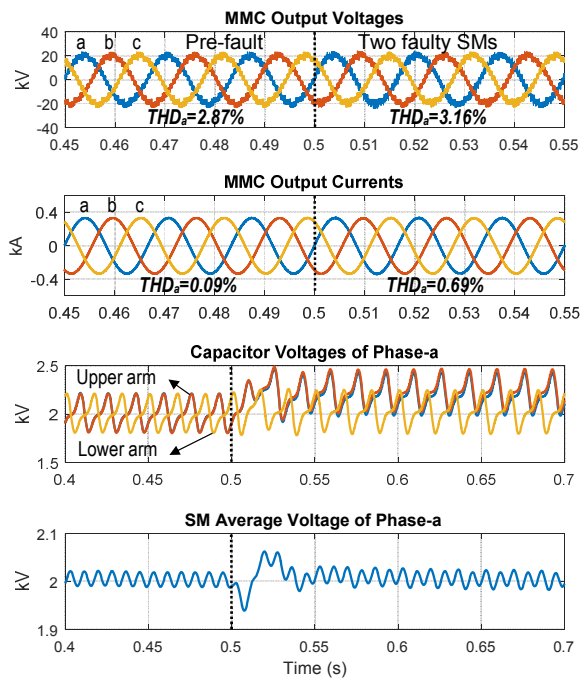 MMC Output Voltages
40
20
0
-20
-40
kV
a b c Pre-fault Two faulty SMs
THDa=2.87% THDa=3.16%
0.45 0.46 0.47 0.48 0.49 0.5 0.51 0.52 0.53 0.54 0.55
MMC Output Currents
0.4
0
-0.4
kA
a b c
THDa=0.09% THDa=0.69%
0.45 0.46 0.47 0.48 0.49 0.5 0.51 0.52 0.53 0.54 0.55
Capacitor Voltages of Phase-a
2.5
2
1.5
kV
Upper arm
Lower arm
0.4 0.45 0.5 0.55 0.6 0.65 0.7
SM Average Voltage of Phase-a
2.1
2
1.9
kV
0.4 0.45 0.5 0.55 0.6 0.65 0.7
Time (s)